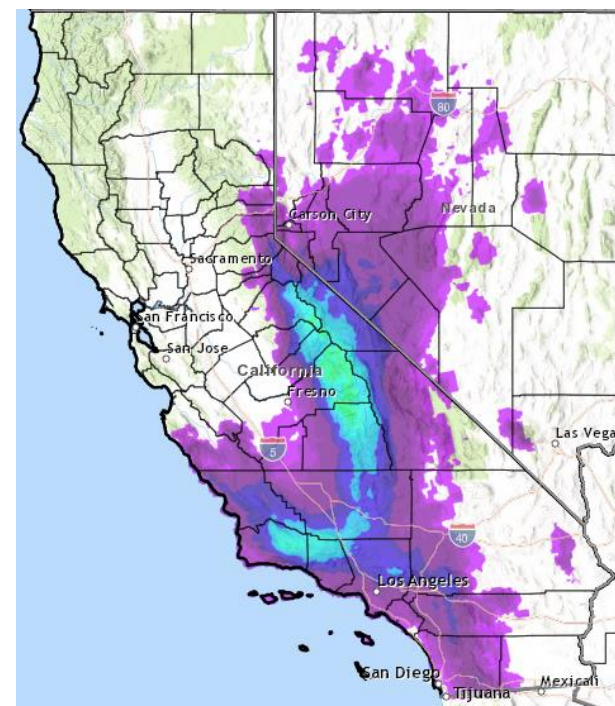 80
Carson City
Nevada
Sacramento
San Francisco
San Jose
California
Fresno
5
Las Vega
40
Los Angeles
San Diego
Mexicali
Tijuana